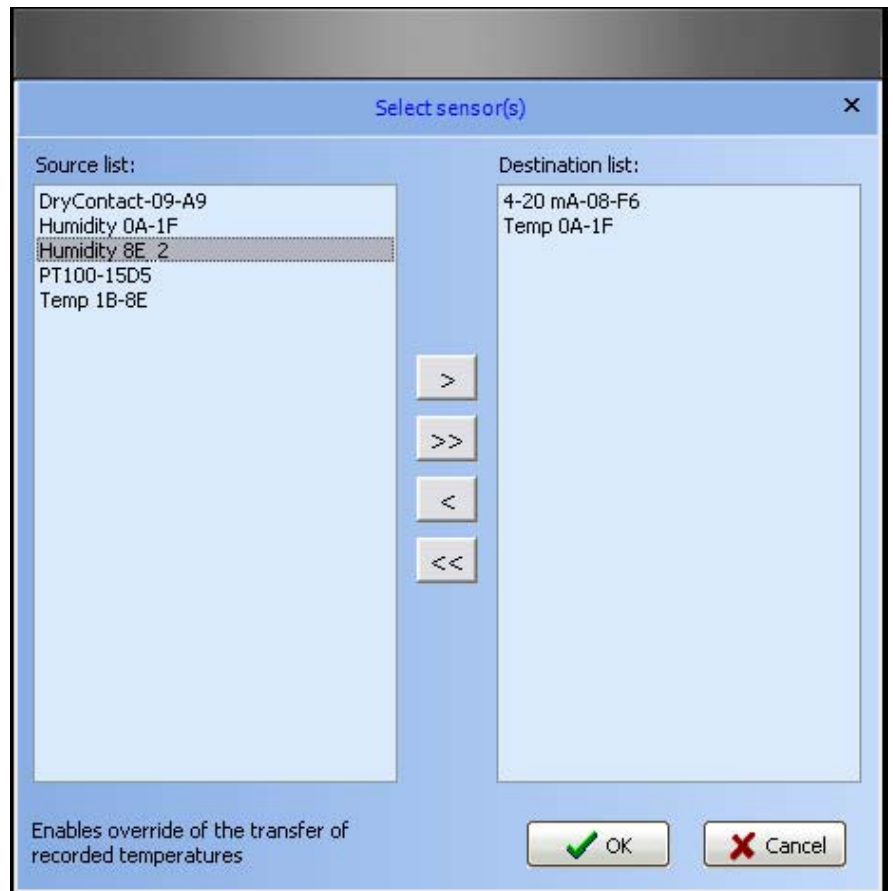 Select sensor(s)
Source list:
DryContact-09-A9
Humidity 0A-1F
Humidity 8E_2
PT100-15D5
Temp 1B-8E
Destination list:
4-20 mA-08-F6
Temp 0A-1F
>
>>
<
<<
Enables override of the transfer of
recorded temperatures
OK
Cancel